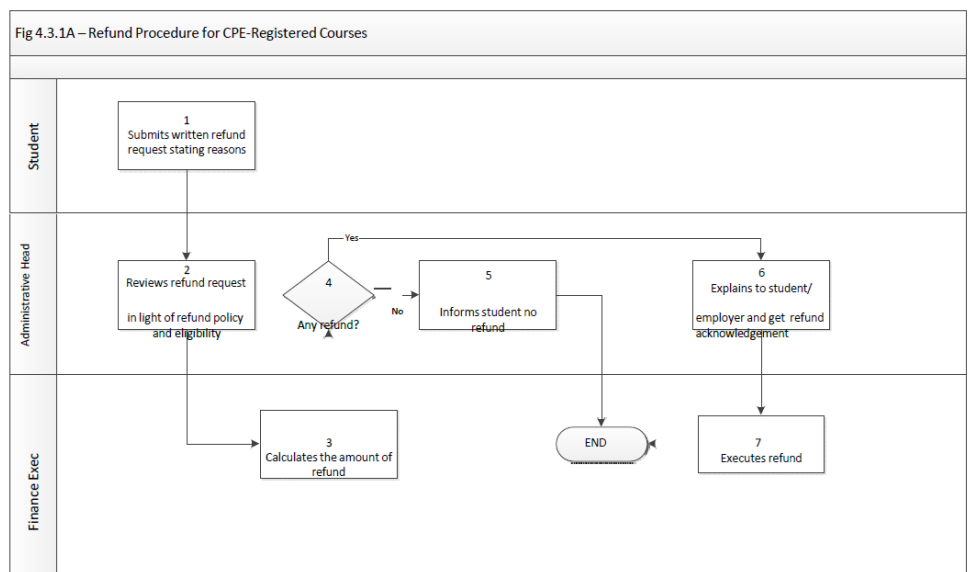 Fig 4.3.1A – Refund Procedure for CPE-Registered Courses
Student
1
Submits written refund
request stating reasons
Administrative Head
2
Reviews refund request
in light of refund policy
and eligibility
Yes
4
Any refund?
No
5
Informs student no
refund
6
Explains to student/
employer and get refund
acknowledgement
Finance Exec
3
Calculates the amount of
refund
END
7
Executes refund